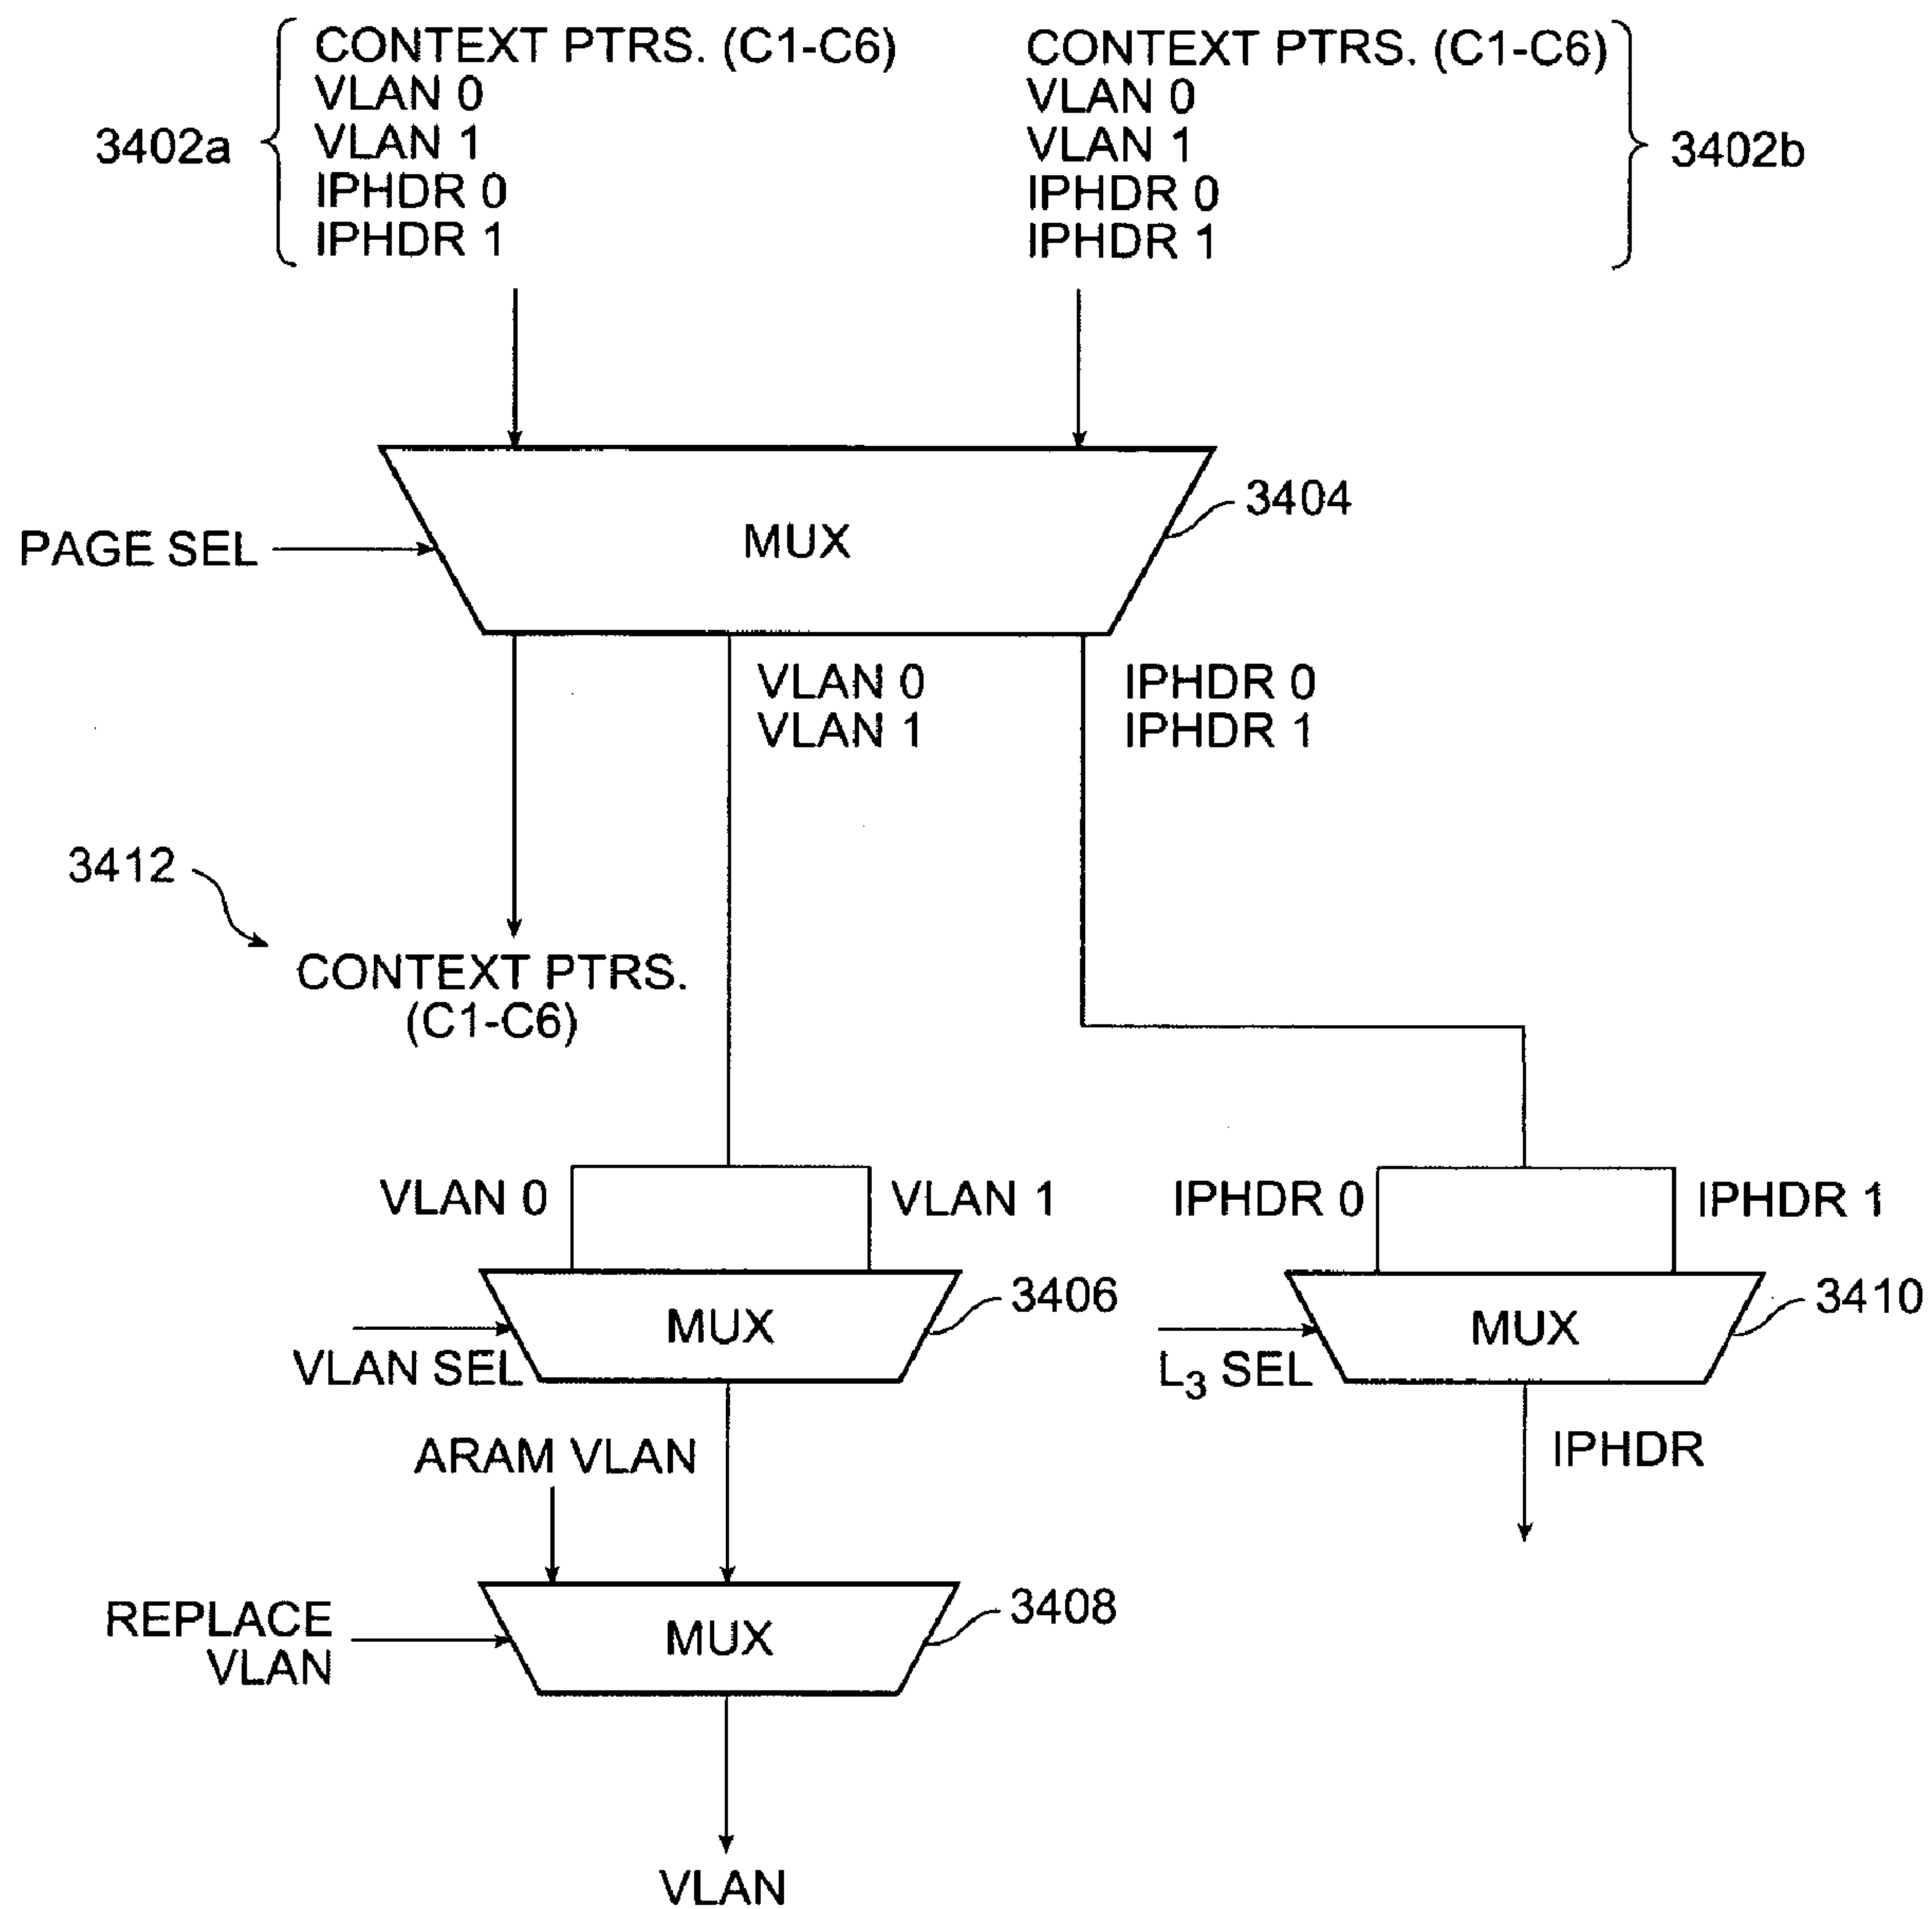 CONTEXT PTRS. (C1-C6)
VLAN 0
VLAN 1
IPHDR 0
IPHDR 1
3402a
CONTEXT PTRS. (C1-C6)
VLAN 0
VLAN 1
IPHDR 0
IPHDR 1
3402b
3404
PAGE SEL
MUX
VLAN 0
VLAN 1
IPHDR 0
IPHDR 1
3412
CONTEXT PTRS.
(C1-C6)
VLAN 0
VLAN 1
IPHDR 0
IPHDR 1
MUX
3406
MUX
3410
VLAN SEL
L3 SEL
ARAM VLAN
IPHDR
REPLACE
VLAN
MUX
3408
VLAN